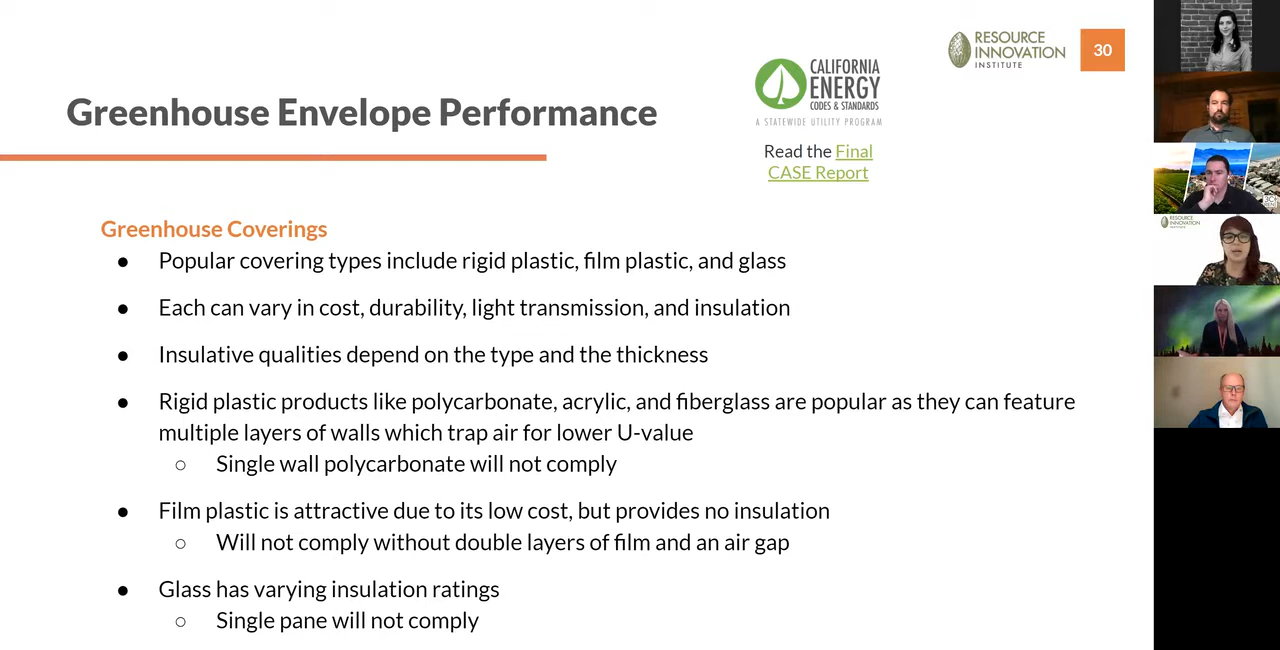 RESOURCE
INNOVATION
INSTITUTE
30
CALIFORNIA
ENERGY
CODES & STANDARDS
A STATEWIDE UTILITY PROGRAM
Greenhouse Envelope Performance
Read the Final
CASE Report
Greenhouse Coverings
● Popular covering types include rigid plastic, film plastic, and glass
● Each can vary in cost, durability, light transmission, and insulation
● Insulative qualities depend on the type and the thickness
● Rigid plastic products like polycarbonate, acrylic, and fiberglass are popular as they can feature
multiple layers of walls which trap air for lower U-value
○ Single wall polycarbonate will not comply
● Film plastic is attractive due to its low cost, but provides no insulation
○ Will not comply without double layers of film and an air gap
● Glass has varying insulation ratings
○ Single pane will not comply
RESOURCE
INNOVATION